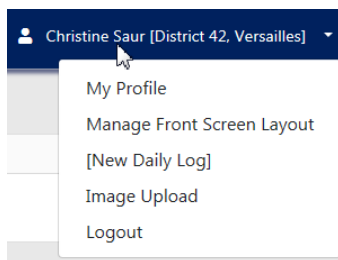 Christine Saur [District 42, Versailles]
My Profile
Manage Front Screen Layout
[New Daily Log]
Image Upload
Logout